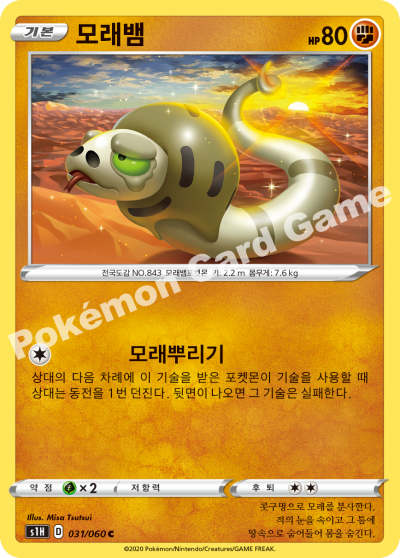 기본 모래뱀 HP 80
전국도감 NO.843 모래뱀포켓몬 키: 2.2 m 몸무게: 7.6 kg
Pokémon Card Game
모래뿌리기
상대의 다음 차례에 이 기술을 받은 포켓몬이 기술을 사용할 때
상대는 동전을 1번 던진다. 뒷면이 나오면 그 기술은 실패한다.
약점 ×2 저항력 후퇴
Illus. Misa Tsutsui
s1H D 031/060 C
콧구멍으로 모래를 분사한다.
적의 눈을 속이고 그 틈에
땅속으로 숨어들어 몸을 숨긴다.
©2020 Pokémon/Nintendo/Creatures/GAME FREAK.